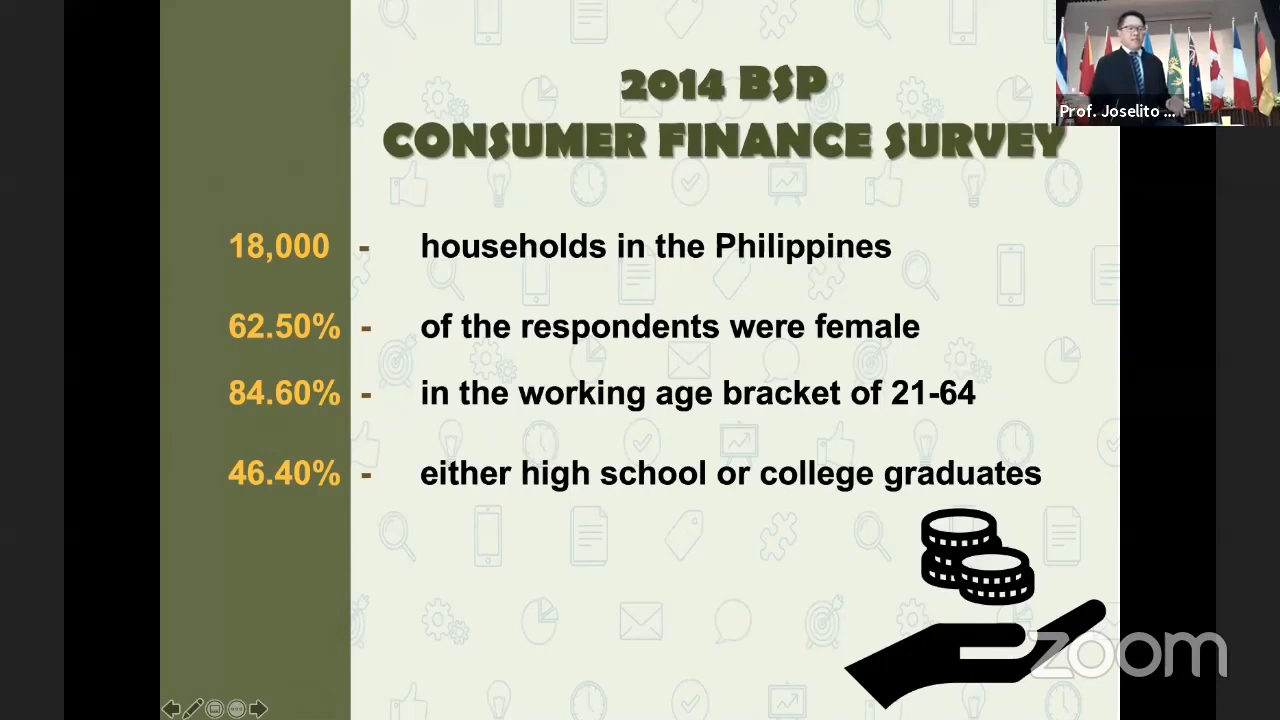 2014 BSP
CONSUMER FINANCE SURVEY
Prof. Joselito ...
18,000 - households in the Philippines
62.50% - of the respondents were female
84.60% - in the working age bracket of 21-64
46.40% - either high school or college graduates
zoom